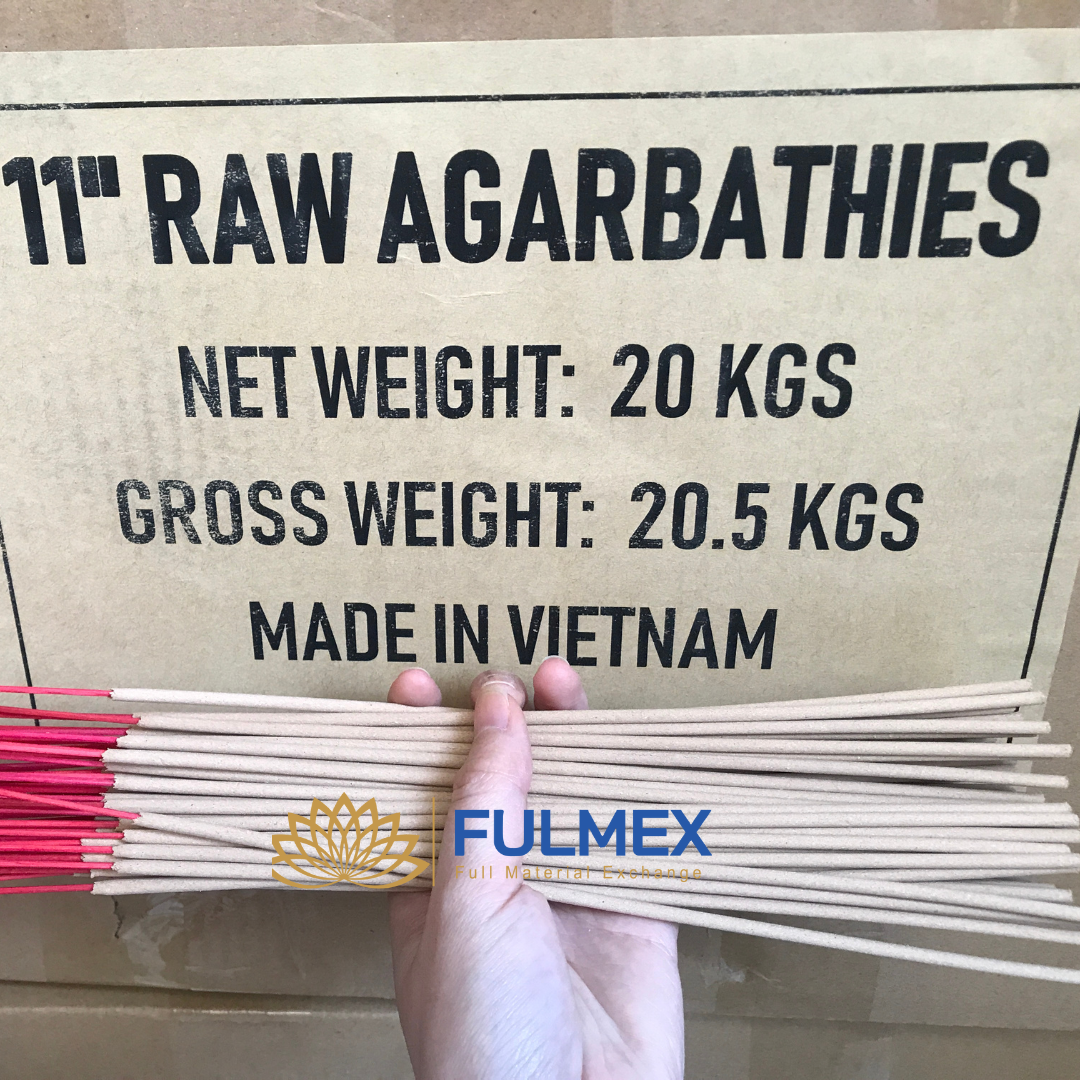 11" RAW AGARBATHIES
NET WEIGHT: 20 KGS
GROSS WEIGHT: 20.5 KGS
MADE IN VIETNAM
FULMEX
Full Material Exchange